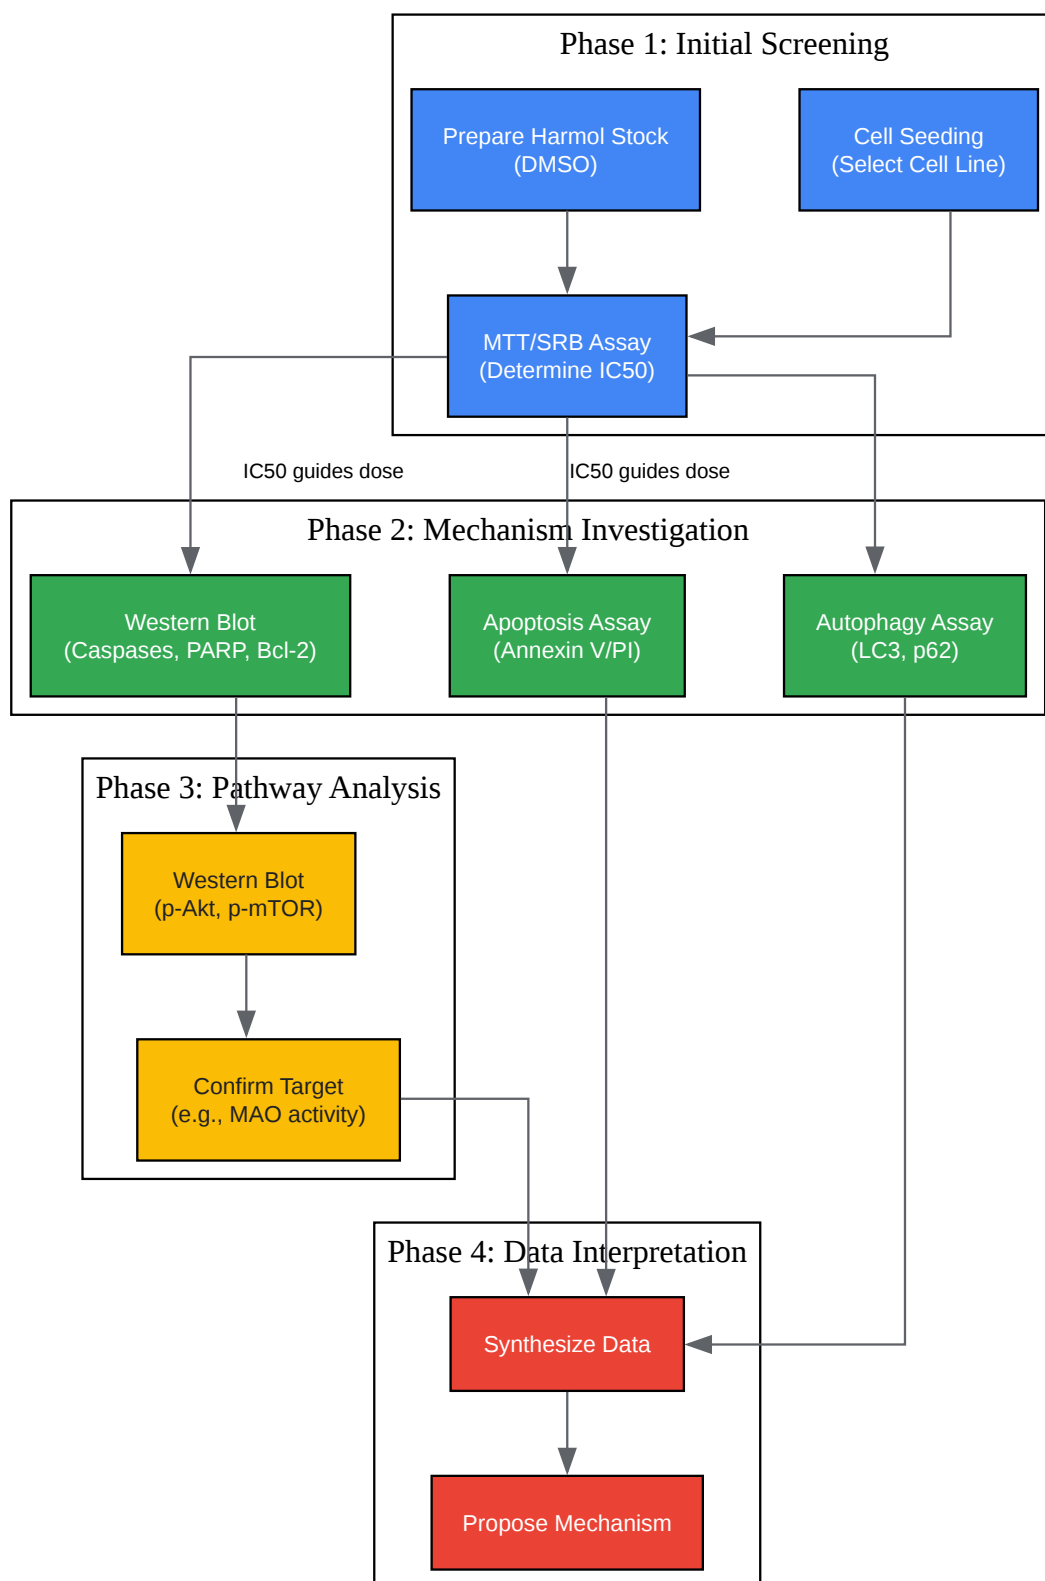 Phase 1: Initial Screening
Prepare Harmol Stock
(DMSO)
Cell Seeding
(Select Cell Line)
MTT/SRB Assay
(Determine IC50)
IC50 guides dose
IC50 guides dose
Phase 2: Mechanism Investigation
Western Blot
(Caspases, PARP, Bcl-2)
Apoptosis Assay
(Annexin V/PI)
Autophagy Assay
(LC3, p62)
Phase 3: Pathway Analysis
Western Blot
(p-Akt, p-mTOR)
Confirm Target
(e.g., MAO activity)
Phase 4: Data Interpretation
Synthesize Data
Propose Mechanism